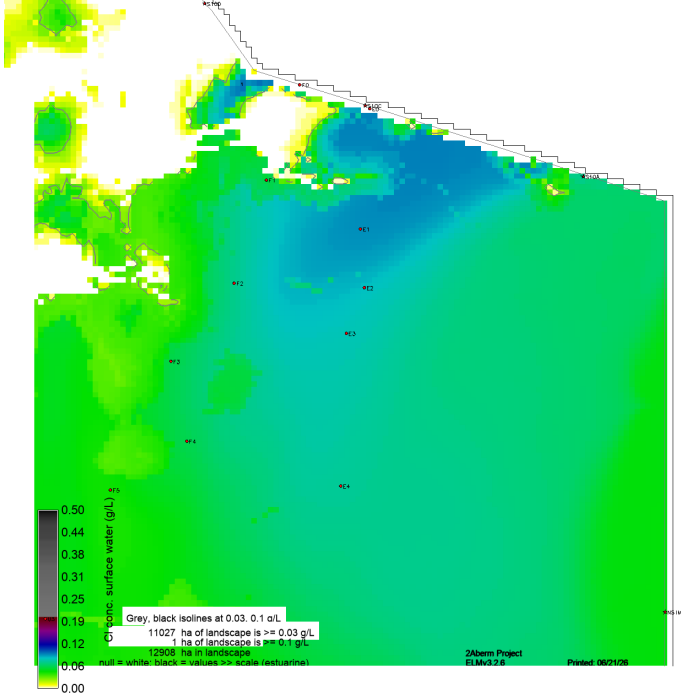 S10D
F0
S10C
E0
S10A
F1
E1
F2
E2
E3
F3
F4
E4
F5
0.50
0.44
0.38
0.31
0.25
0.19
0.12
0.06
0.00
Cl conc. surface water (g/L)
NS1M
Grey, black isolines at 0.03. 0.1 g/L
11027 ha of landscape is >= 0.03 g/L
1 ha of landscape is >= 0.1 g/L
12908 ha in landscape
null = white; black = values >> scale (estuarine)
2Aberm Project
ELMv3.2.6
Printed: 06/21/26